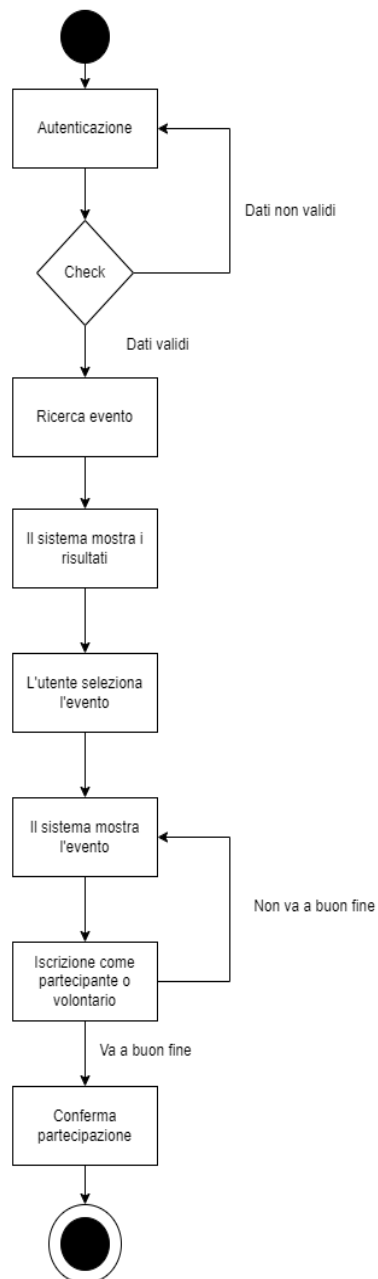 Autenticazione
Dati non validi
Check
Dati validi
Ricerca evento
Il sistema mostra i
risultati
L'utente seleziona
l'evento
Il sistema mostra
l'evento
Non va a buon fine
Iscrizione come
partecipante o
volontario
Va a buon fine
Conferma
partecipazione